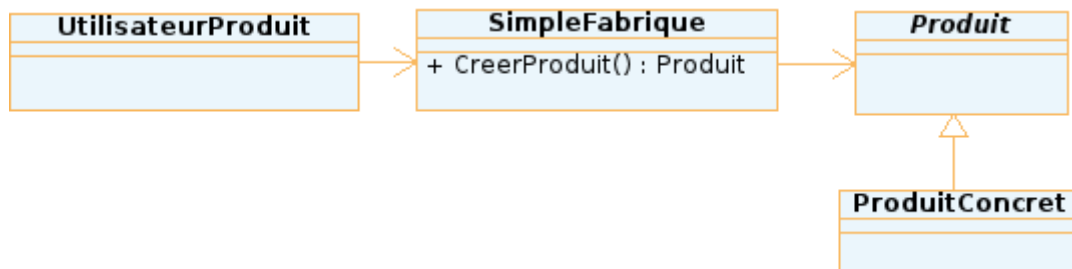 UtilisateurProduit
SimpleFabrique
+ CreerProduit() : Produit
Produit
ProduitConcret